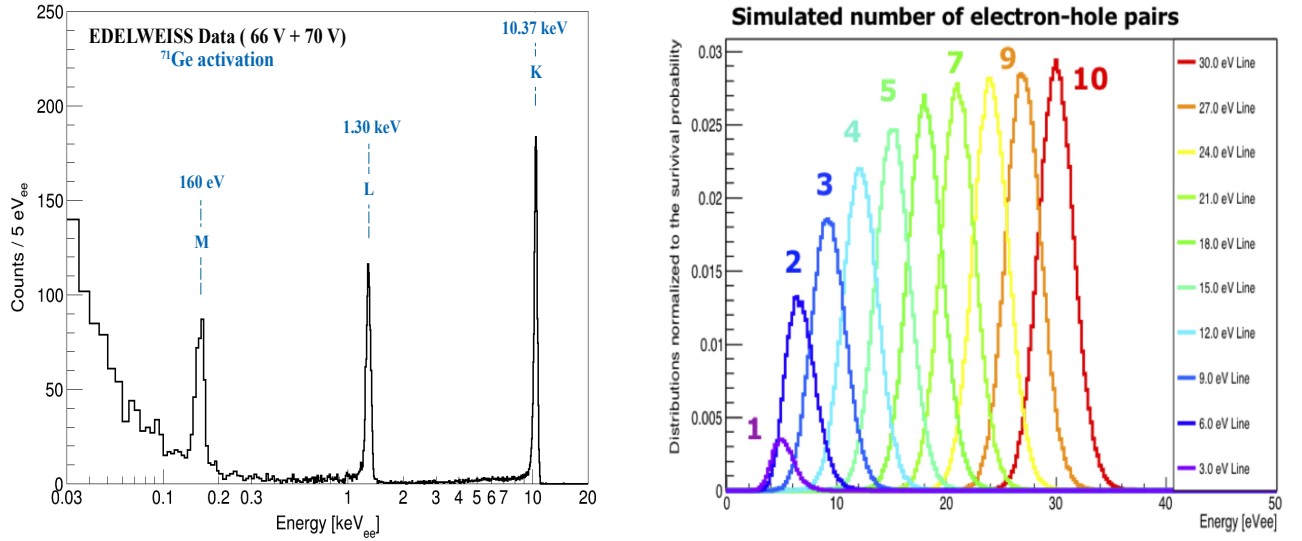 EDELWEISS Data ( 66 V + 70 V)
71Ge activation
10.37 keV
K
1.30 keV
L
160 eV
M
Counts / 5 eVee
250
200
150
100
50
0
0.03
0.1
0.2
0.3
1
2
3
4
5
6
7
10
20
Energy [keVee]
Simulated number of electron-hole pairs
Distributions normalized to the surivival probability
0.03
0.025
0.02
0.015
0.01
0.005
0
0
10
20
30
40
50
Energy [eVee]
1
2
3
4
5
7
9
10
30.0 eV Line
27.0 eV Line
24.0 eV Line
21.0 eV Line
18.0 eV Line
15.0 eV Line
12.0 eV Line
9.0 eV Line
6.0 eV Line
3.0 eV Line